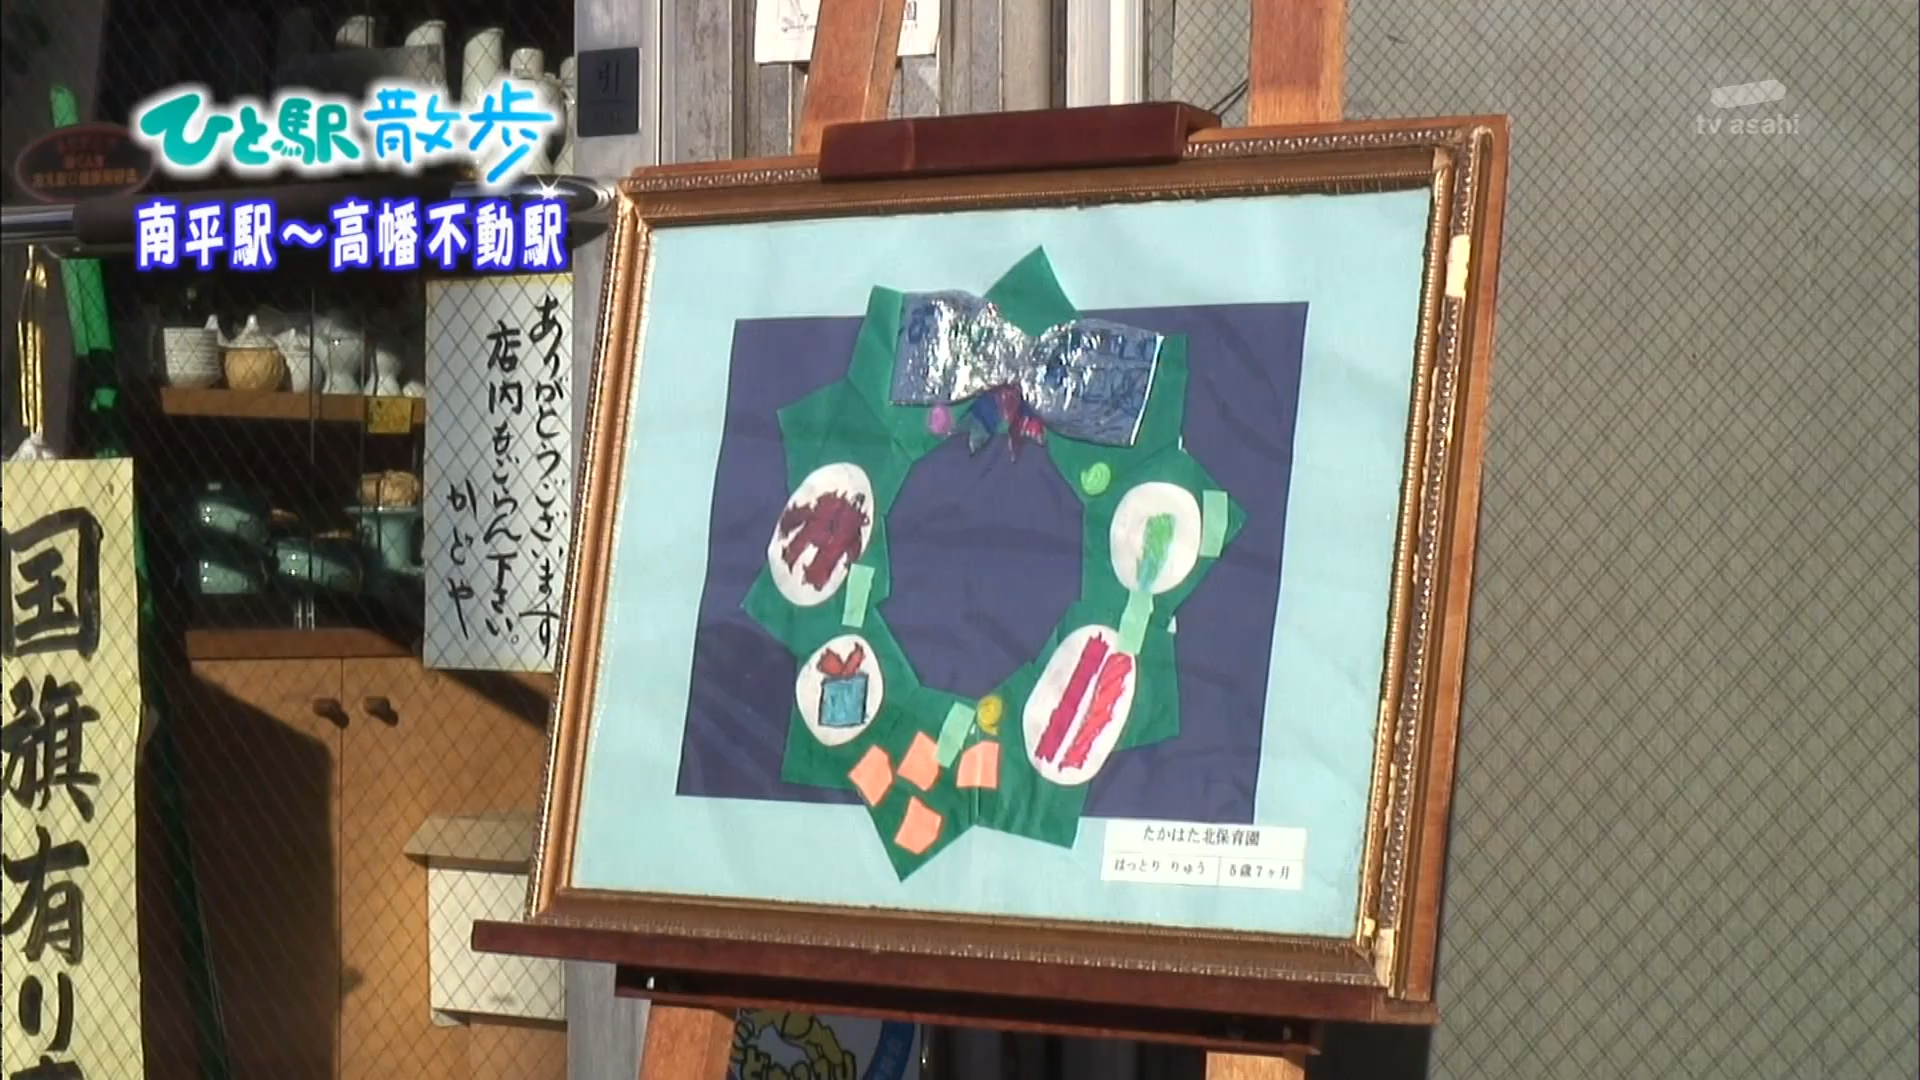 ひと駅散歩
南平駅～高幡不動駅
tv asahi
引
ありがとうございます
店内もごらん下さい。
かどや
国旗有り
たかはた北保育園
はっとり りゅう
5歳7ヶ月